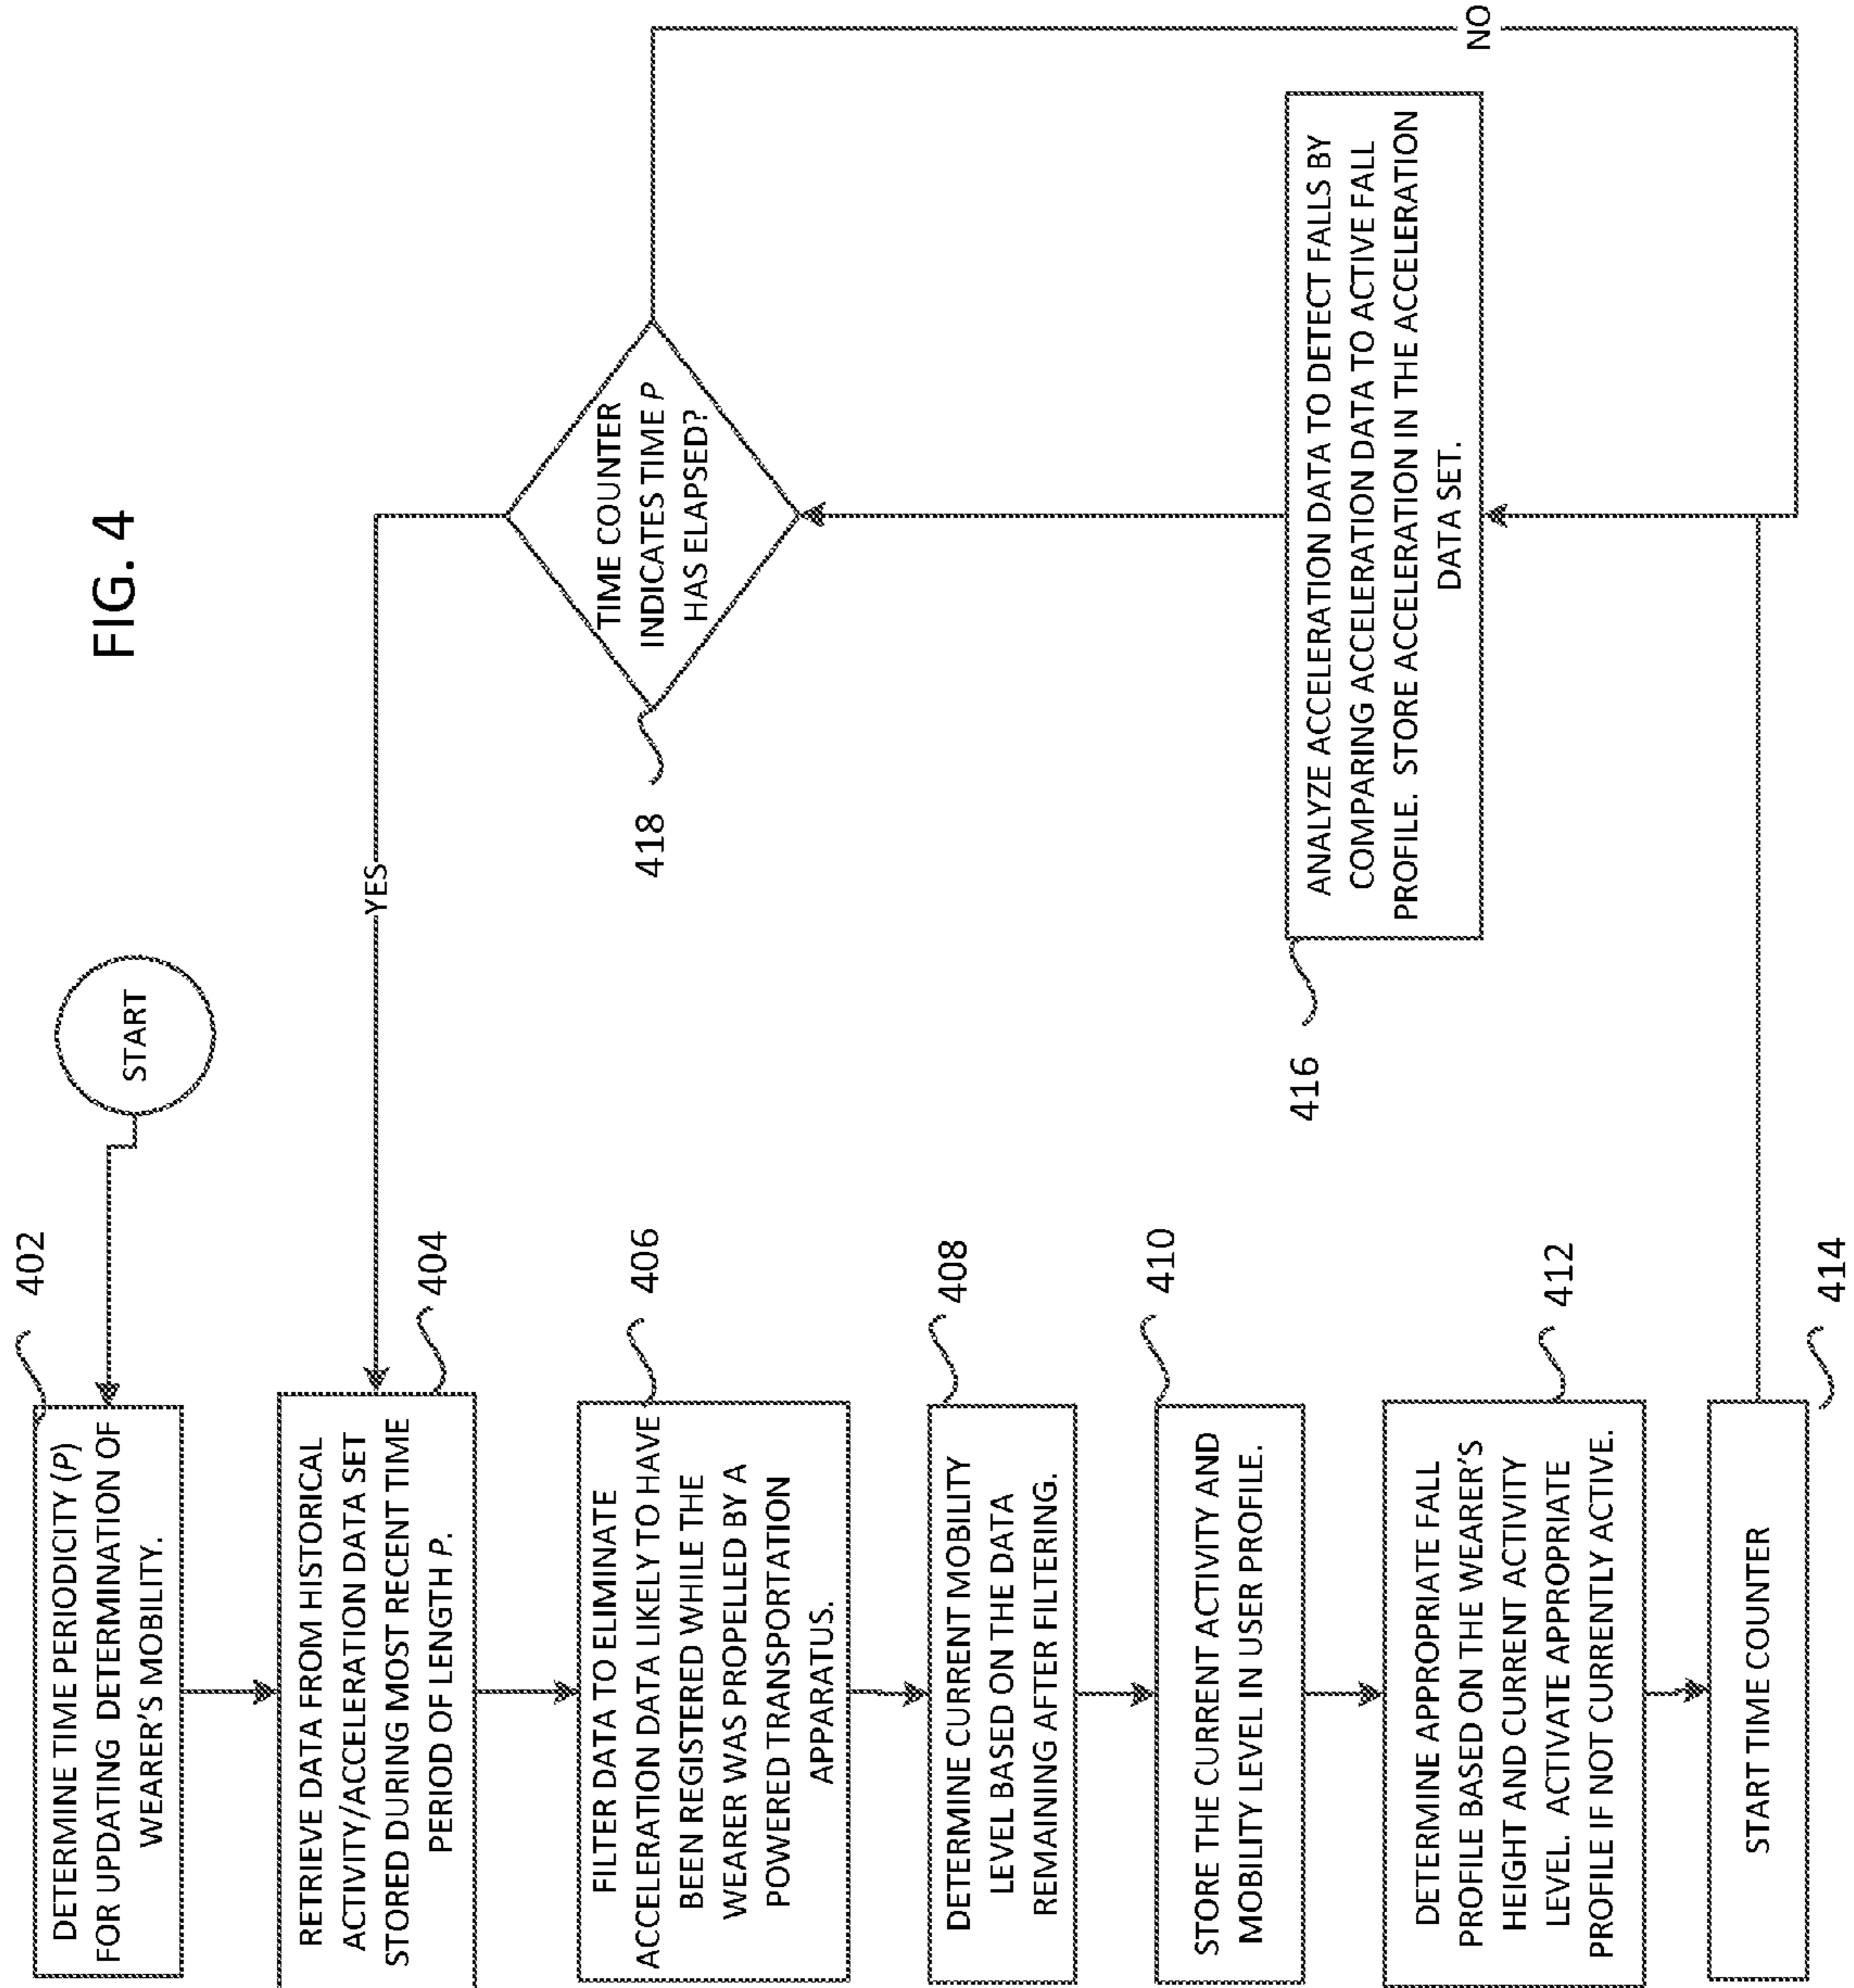 FIG. 4
START
402
DETERMINE TIME PERIODICITY (P)
FOR UPDATING DETERMINATION OF
WEARER'S MOBILITY.
404
RETRIEVE DATA FROM HISTORICAL
ACTIVITY/ACCELERATION DATA SET
STORED DURING MOST RECENT TIME
PERIOD OF LENGTH P.
406
FILTER DATA TO ELIMINATE
ACCELERATION DATA LIKELY TO HAVE
BEEN REGISTERED WHILE THE
WEARER WAS PROPELLED BY A
POWERED TRANSPORTATION
APPARATUS.
408
DETERMINE CURRENT MOBILITY
LEVEL BASED ON THE DATA
REMAINING AFTER FILTERING.
410
STORE THE CURRENT ACTIVITY AND
MOBILITY LEVEL IN USER PROFILE.
412
DETERMINE APPROPRIATE FALL
PROFILE BASED ON THE WEARER'S
HEIGHT AND CURRENT ACTIVITY
LEVEL. ACTIVATE APPROPRIATE
PROFILE IF NOT CURRENTLY ACTIVE.
414
START TIME COUNTER
416
ANALYZE ACCELERATION DATA TO DETECT FALLS BY
COMPARING ACCELERATION DATA TO ACTIVE FALL
PROFILE. STORE ACCELERATION IN THE ACCELERATION
DATA SET.
418
TIME COUNTER
INDICATES TIME P
HAS ELAPSED?
YES
NO